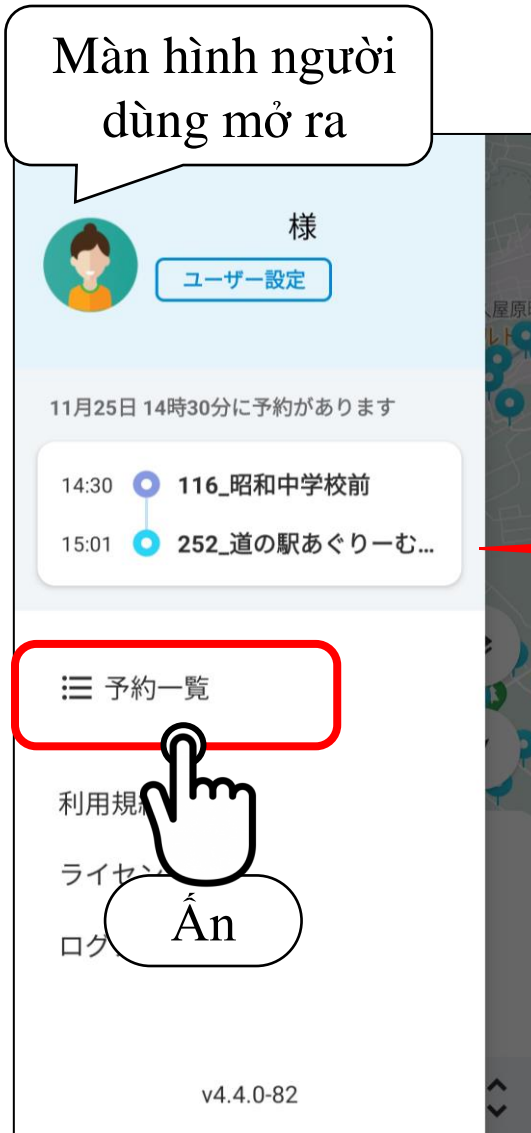 Màn hình người
dùng mở ra
様
ユーザー設定
11月25日 14時30分に予約があります
14:30 116_昭和中学校前
15:01 252_道の駅あぐりーむ...
予約一覧
利用規
ライセン
Ấn
ログ
v4.4.0-82